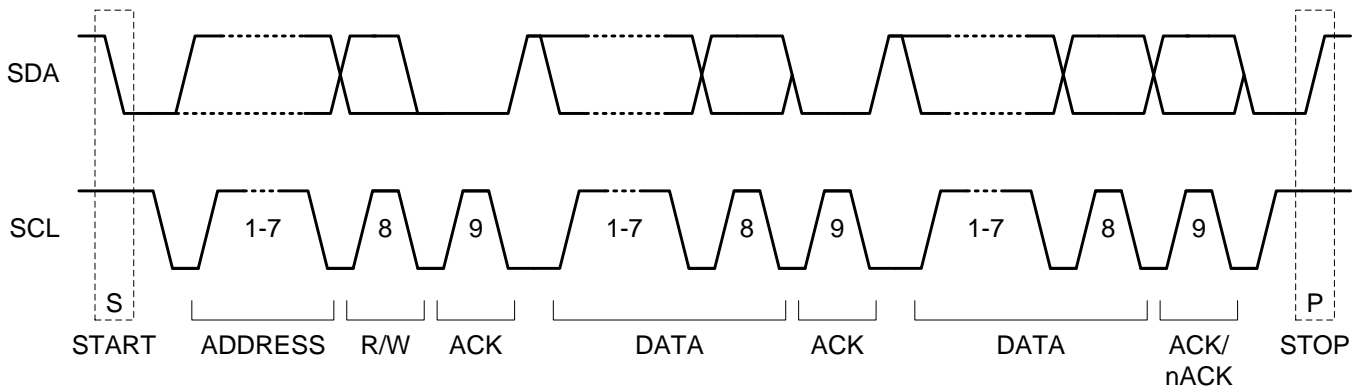 SDA
SCL
1-7
8
9
1-7
8
9
1-7
8
9
S
P
START
ADDRESS
R/W
ACK
DATA
ACK
DATA
ACK/
nACK
STOP